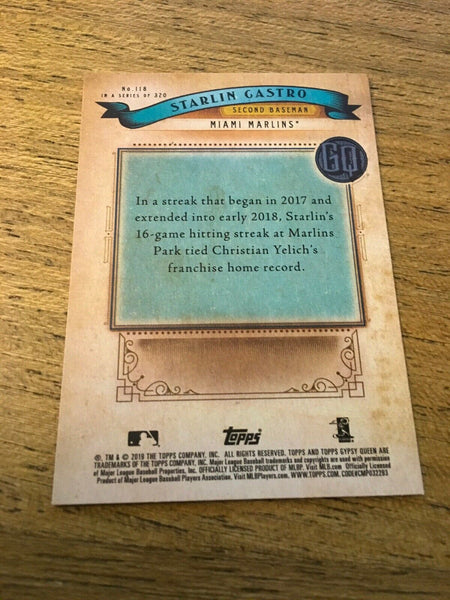 No. 118
IN A SERIES OF 320
STARLIN CASTRO
SECOND BASEMAN
MIAMI MARLINS®
GQ
In a streak that began in 2017 and
extended into early 2018, Starlin's
16-game hitting streak at Marlins
Park tied Christian Yelich's
franchise home record.
topps
®, TM & © 2019 THE TOPPS COMPANY, INC. ALL RIGHTS RESERVED. TOPPS AND TOPPS GYPSY QUEEN ARE
TRADEMARKS OF THE TOPPS COMPANY, INC. Major League Baseball trademarks and copyrights are used with permission
of Major League Baseball Properties, Inc. OFFICIALLY LICENSED PRODUCT OF MLBP. Visit MLB.com Officially Licensed
Product of Major League Baseball Players Association. Visit MLBPlayers.com. WWW.TOPPS.COM. CODE#CMP032293